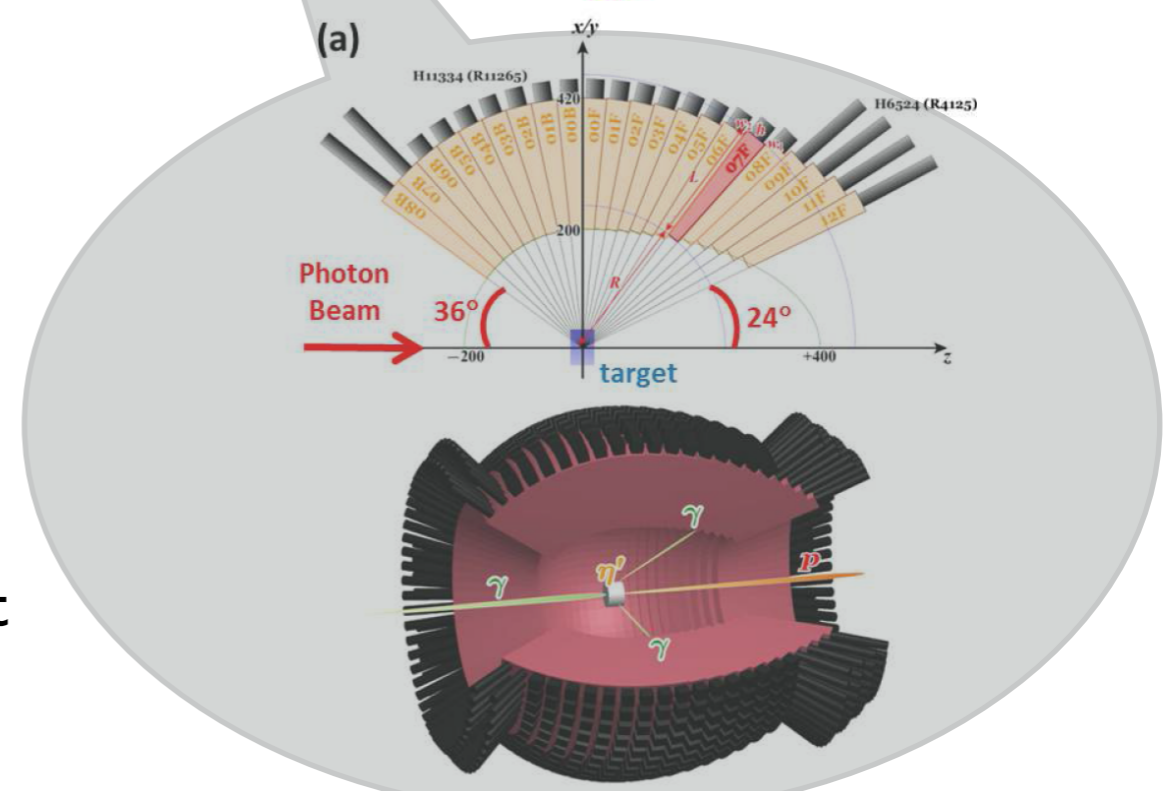 (a)
x/y
H11334 (R11265)
H6524 (R4125)
420
08B
07B
06B
05B
04B
03B
02B
01B
00B
00F
01F
02F
03F
04F
05F
06F
07F
08F
09F
10F
11F
12F
h
L
200
R
Photon
Beam
36°
24°
−200
+400
z
target
γ
η'
γ
p
γ
t